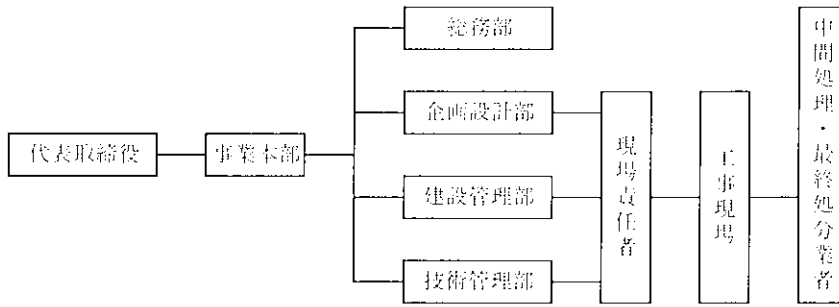 代表取締役
事業本部
総務部
企画設計部
建設管理部
技術管理部
現場責任者
工事現場
中間処理・最終処分業者